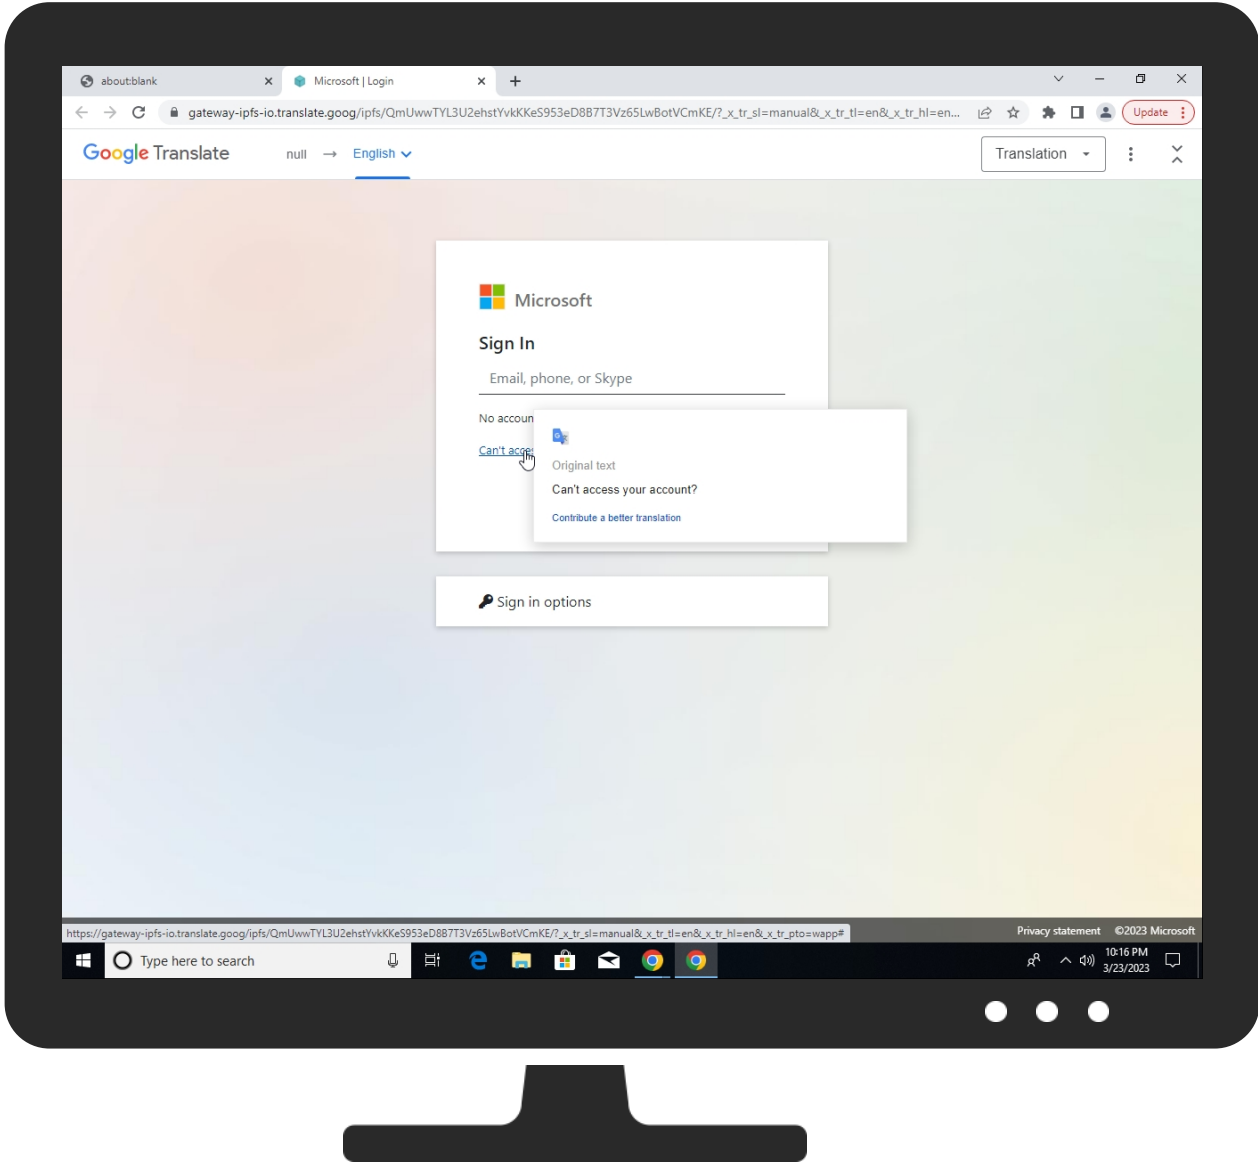 about:blank
Microsoft | Login
gateway-ipfs-io.translate.goog/ipfs/QmUwwTYL3U2ehstYvkKKeS953eD8B7T3Vz65LwBotVCmKE/?_x_tr_sl=manual&_x_tr_tl=en&_x_tr_hl=en...
Update
Google Translate
null → English
Translation
Microsoft
Sign In
Email, phone, or Skype
No accoun
Can't acces
Original text
Can't access your account?
Contribute a better translation
Sign in options
https://gateway-ipfs-io.translate.goog/ipfs/QmUwwTYL3U2ehstYvkKKeS953eD8B7T3Vz65LwBotVCmKE/?_x_tr_sl=manual&_x_tr_tl=en&_x_tr_hl=en&_x_tr_pto=wapp#
Privacy statement ©2023 Microsoft
Type here to search
10:16 PM
3/23/2023